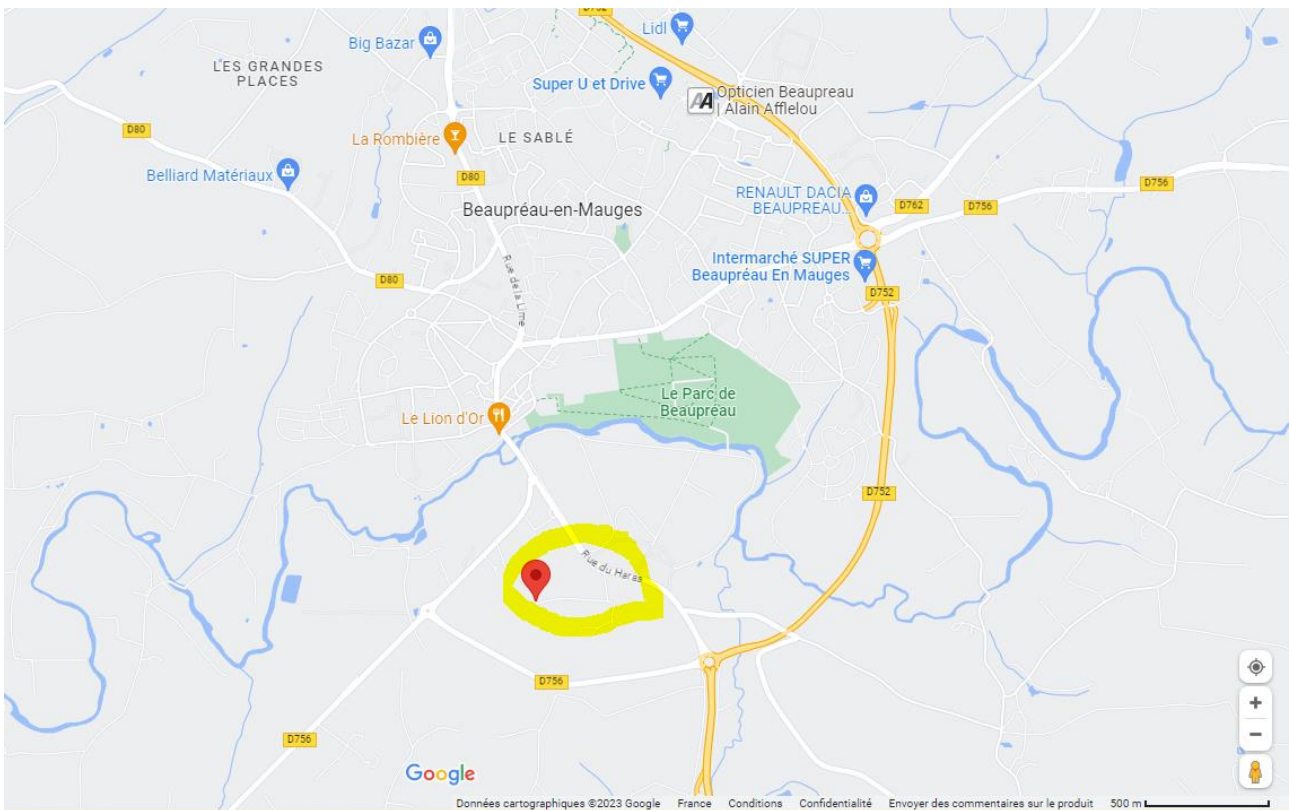 D752
Lidl
Big Bazar
LES GRANDES
PLACES
Super U et Drive
Opticien Beaupreau
| Alain Afflelou
D80
La Rombière
LE SABLÉ
Belliard Matériaux
D80
D756
RENAULT DACIA
BEAUPREAU...
D762
D756
Beaupréau-en-Mauges
Intermarché SUPER
Beaupréau En Mauges
Rue de la Lime
D80
D752
Le Parc de
Beaupréau
Le Lion d'Or
D752
Rue du Haras
D756
D756
Google
Données cartographiques ©2023 Google France Conditions Confidentialité Envoyer des commentaires sur le produit 500 m